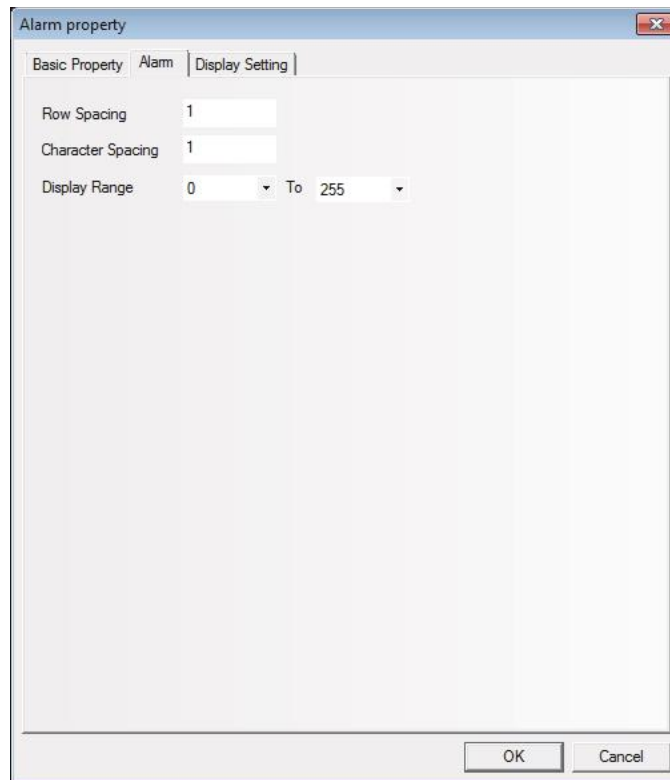 Alarm property
Basic Property Alarm Display Setting
Row Spacing 1
Character Spacing 1
Display Range 0 To 255
OK Cancel